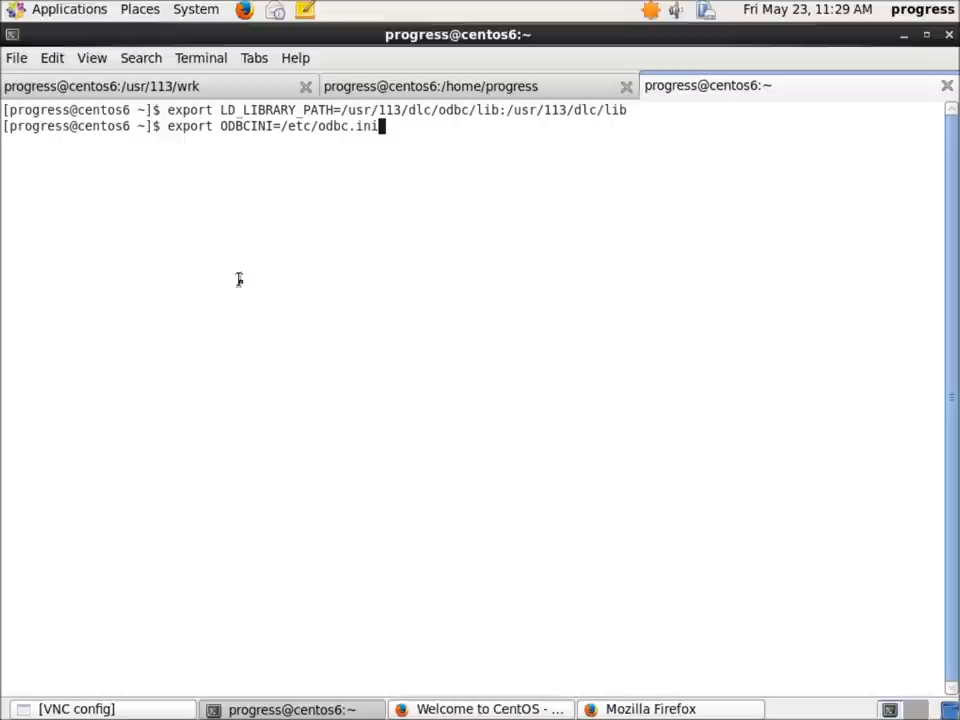 Applications Places System Fri May 23, 11:29 AM progress
progress@centos6:~
File Edit View Search Terminal Tabs Help
progress@centos6:/usr/113/wrk progress@centos6:/home/progress progress@centos6:~
[progress@centos6 ~]$ export LD_LIBRARY_PATH=/usr/113/dlc/odbc/lib:/usr/113/dlc/lib
[progress@centos6 ~]$ export ODBCINI=/etc/odbc.ini
[VNC config] progress@centos6:~ Welcome to CentOS - ... Mozilla Firefox